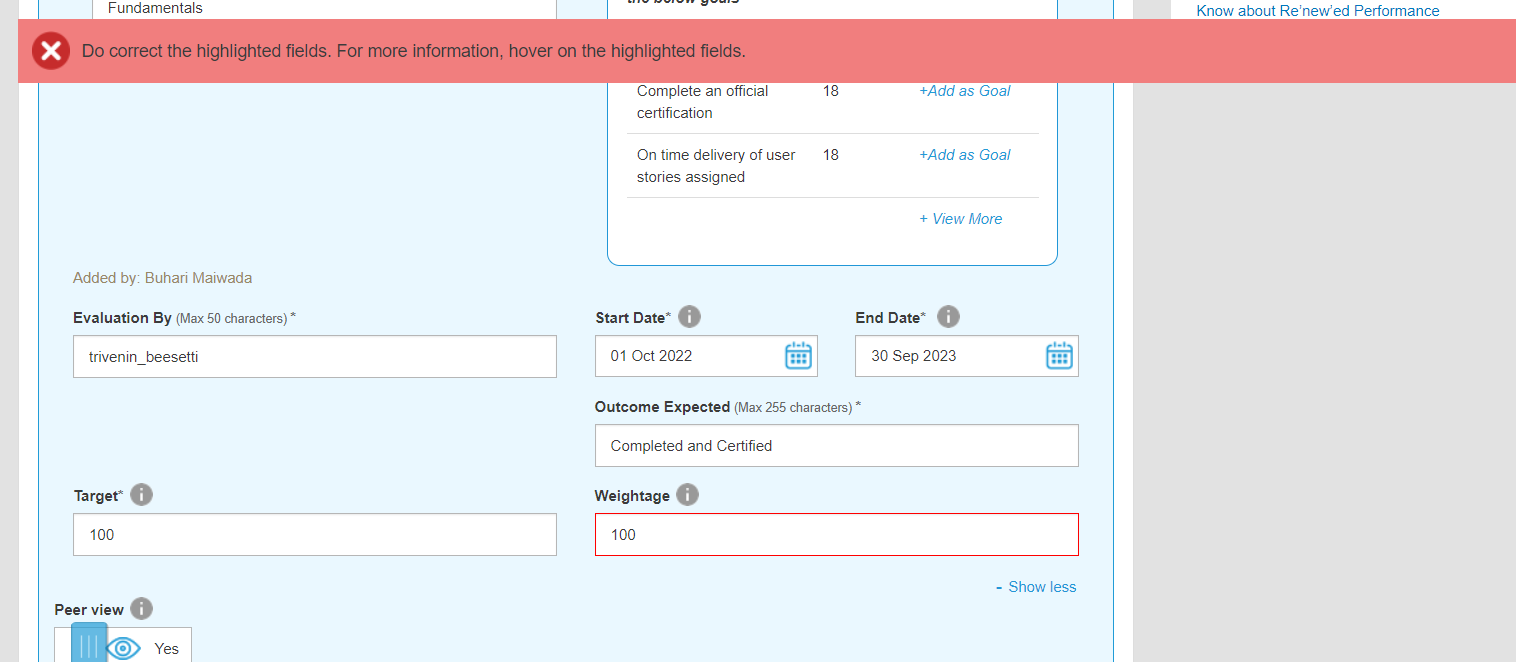 Fundamentals
the below goals
Know about Re'new'ed Performance
Do correct the highlighted fields. For more information, hover on the highlighted fields.
Complete an official certification 18 +Add as Goal
On time delivery of user stories assigned 18 +Add as Goal
+ View More
Added by: Buhari Maiwada
Evaluation By (Max 50 characters) *
trivenin_beesetti
Start Date*
01 Oct 2022
End Date*
30 Sep 2023
Outcome Expected (Max 255 characters) *
Completed and Certified
Target*
100
Weightage
100
- Show less
Peer view
Yes